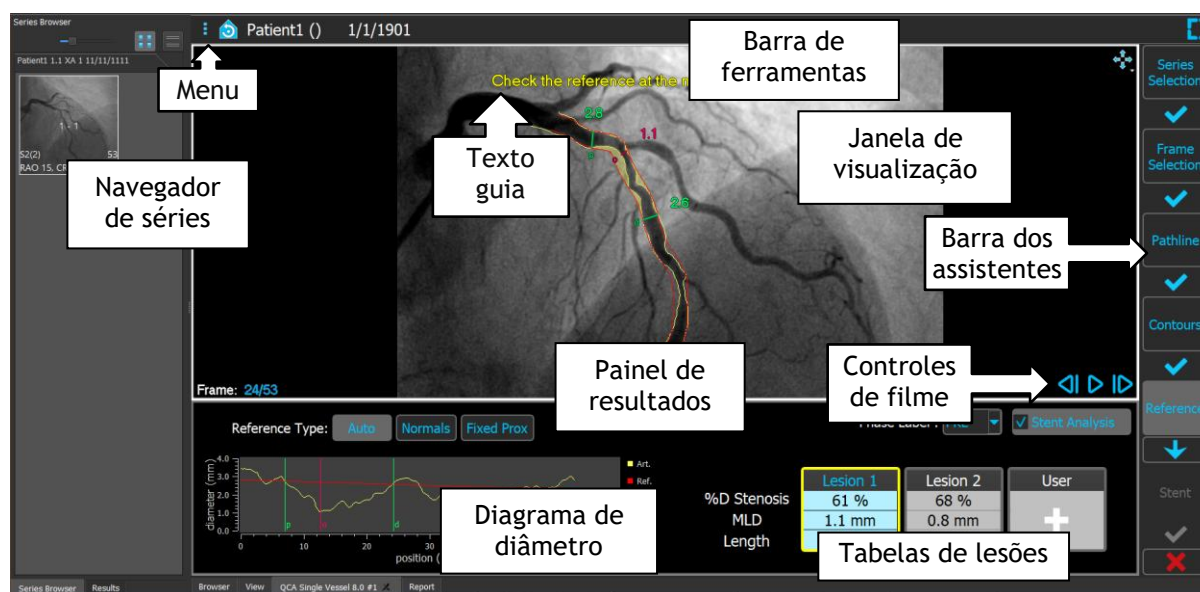 Series Browser
Patient1 () 1/1/1901
Patient1 1.1 XA 1 11/11/1111
Menu
Barra de
ferramentas
Check the reference at the
1 - 1
S2(2) 53
RAO 15,
Navegador
de séries
Texto
guia
2.8
1.1
2.6
Janela de
visualização
Barra dos
assistentes
Series
Selection
Frame
Selection
Pathline
Contours
Reference
Stent
Painel de
resultados
Controles
de filme
Frame: 24/53
Reference Type: Auto Normals Fixed Prox
Stent Analysis
diameter (mm)
4.0
3.0
2.0
1.0
0.0
p
o
d
0 10 20 30
position
Art.
Ref.
Diagrama de
diâmetro
Lesion 1 Lesion 2 User
%D Stenosis 61 % 68 %
MLD 1.1 mm 0.8 mm
Length
Tabelas de lesões
Series Browser Results Browser View QCA Single Vessel 8.0 #1 Report